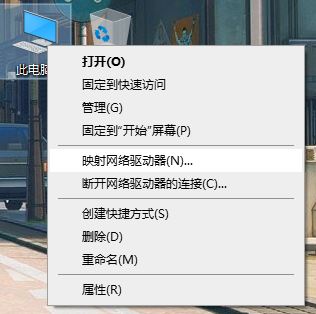 此电脑
打开(O)
固定到快速访问
管理(G)
固定到“开始”屏幕(P)
映射网络驱动器(N)...
断开网络驱动器的连接(C)...
创建快捷方式(S)
删除(D)
重命名(M)
属性(R)